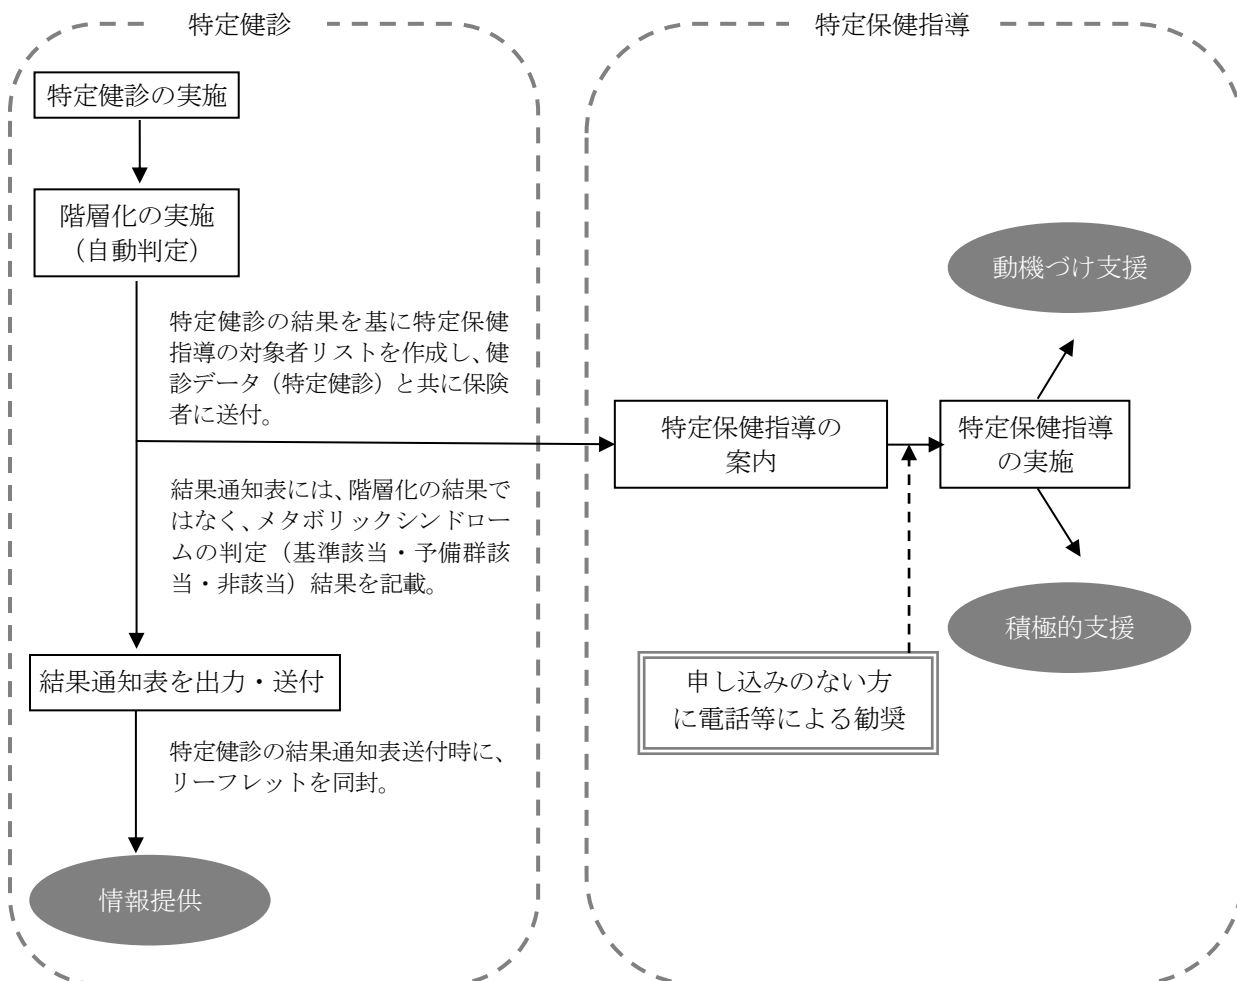 特定健診
特定健診の実施
階層化の実施
（自動判定）
特定健診の結果を基に特定保健
指導の対象者リストを作成し、健
診データ（特定健診）と共に保険
者に送付。
結果通知表には、階層化の結果で
はなく、メタボリックシンドロー
ムの判定（基準該当・予備群該
当・非該当）結果を記載。
結果通知表を出力・送付
特定健診の結果通知表送付時に、
リーフレットを同封。
情報提供
特定保健指導
特定保健指導の
案内
申し込みのない方
に電話等による勧奨
特定保健指導
の実施
動機づけ支援
積極的支援